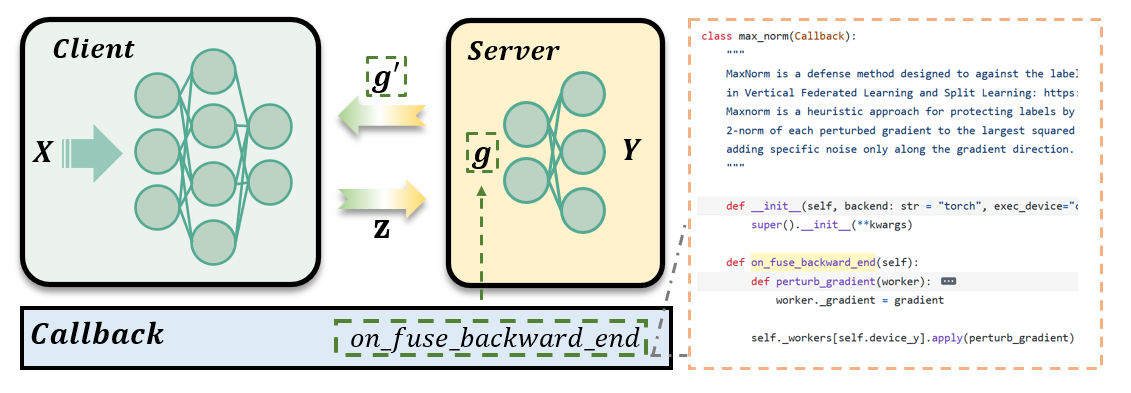 Client
X
g'
z
Server
g
Y
Callback
on_fuse_backward_end
class max_norm(Callback):
"""
MaxNorm is a defense method designed to against the label
in Vertical Federated Learning and Split Learning: https:
Maxnorm is a heuristic approach for protecting labels by
2-norm of each perturbed gradient to the largest squared
adding specific noise only along the gradient direction.
"""
def __init__(self, backend: str = "torch", exec_device="c
super().__init__(**kwargs)
def on_fuse_backward_end(self):
def perturb_gradient(worker): ...
worker._gradient = gradient
self._workers[self.device_y].apply(perturb_gradient)